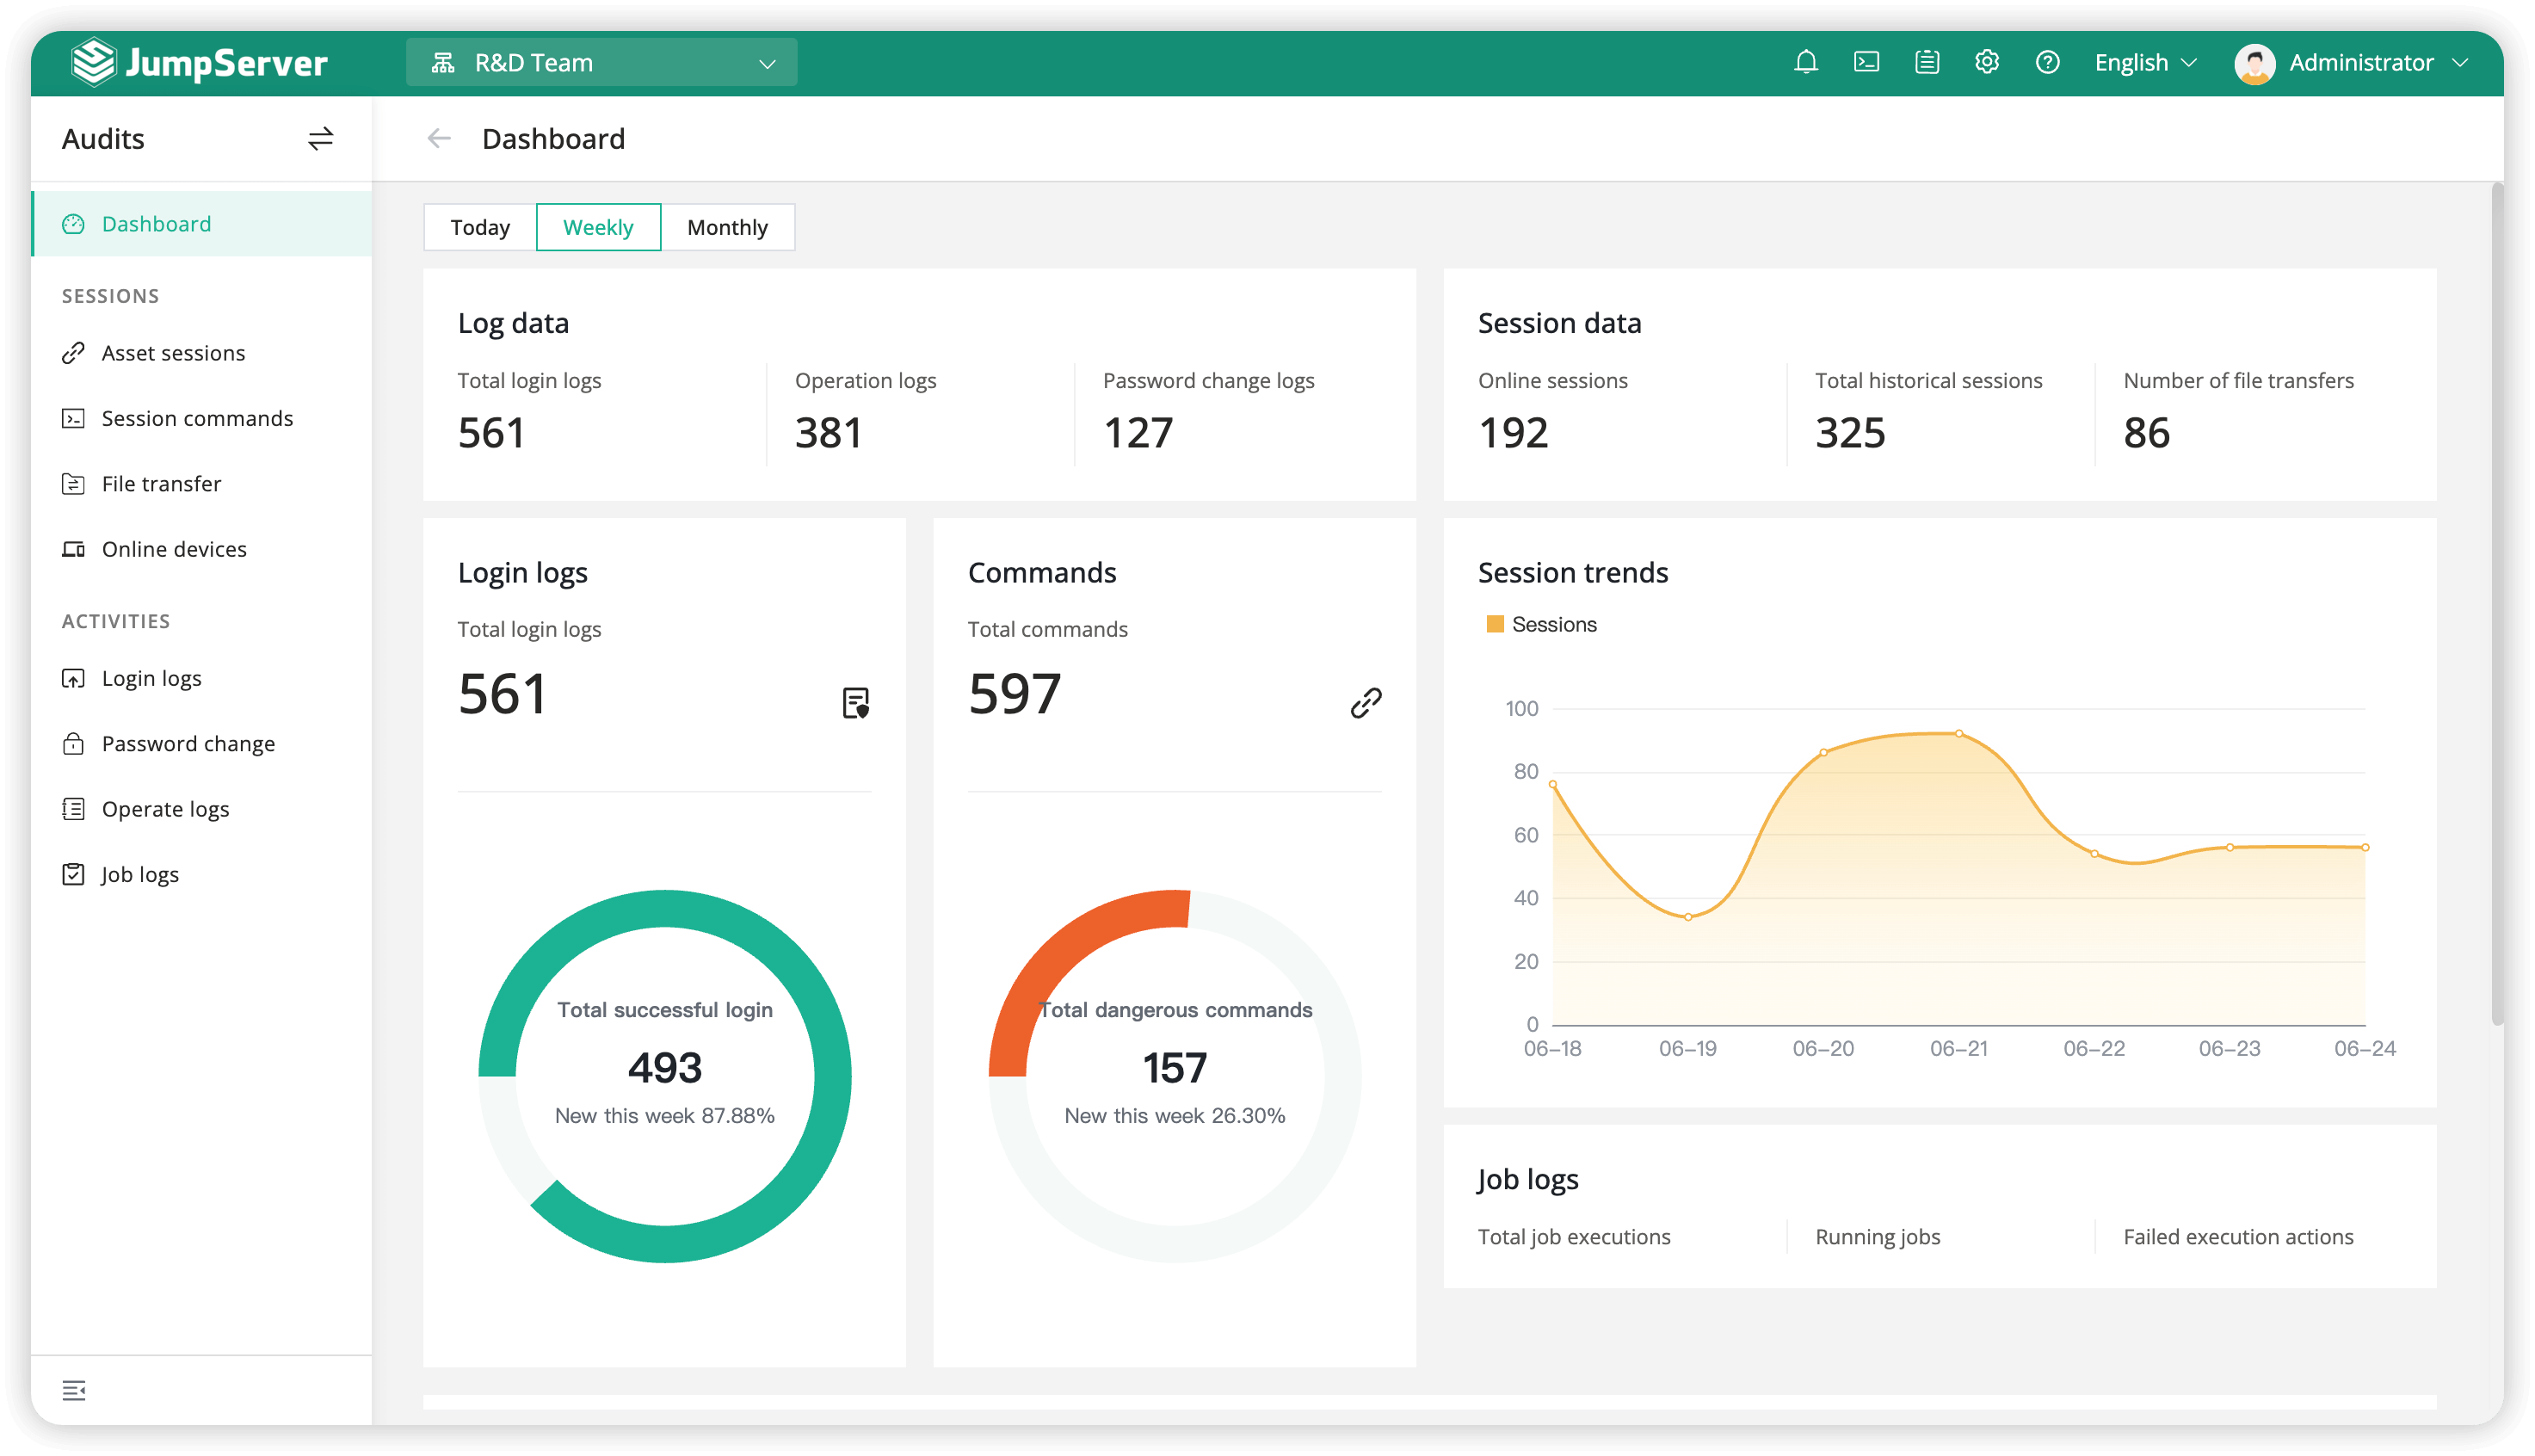 JumpServer
R&D Team
English
Administrator
Audits
Dashboard
Dashboard
SESSIONS
Asset sessions
Session commands
File transfer
Online devices
ACTIVITIES
Login logs
Password change
Operate logs
Job logs
Today Weekly Monthly
Log data
Total login logs Operation logs Password change logs
561 381 127
Session data
Online sessions Total historical sessions Number of file transfers
192 325 86
Login logs
Total login logs
561
Total successful login
493
New this week 87.88%
Commands
Total commands
597
Total dangerous commands
157
New this week 26.30%
Session trends
Sessions
100
80
60
40
20
0
06-18 06-19 06-20 06-21 06-22 06-23 06-24
Job logs
Total job executions Running jobs Failed execution actions